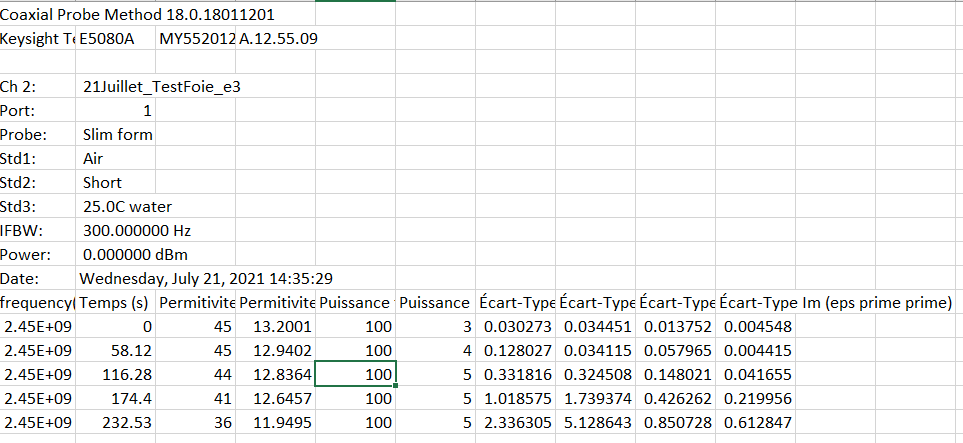 Coaxial Probe Method 18.0.18011201
Keysight Te E5080A MY552012 A.12.55.09
Ch 2: 21Juillet_TestFoie_e3
Port: 1
Probe: Slim form
Std1: Air
Std2: Short
Std3: 25.0C water
IFBW: 300.000000 Hz
Power: 0.000000 dBm
Date: Wednesday, July 21, 2021 14:35:29
frequency( Temps (s) Permitivite Permitivite Puissance Puissance Écart-Type Écart-Type Écart-Type Écart-Type Im (eps prime prime)
2.45E+09 0 45 13.2001 100 3 0.030273 0.034451 0.013752 0.004548
2.45E+09 58.12 45 12.9402 100 4 0.128027 0.034115 0.057965 0.004415
2.45E+09 116.28 44 12.8364 100 5 0.331816 0.324508 0.148021 0.041655
2.45E+09 174.4 41 12.6457 100 5 1.018575 1.739374 0.426262 0.219956
2.45E+09 232.53 36 11.9495 100 5 2.336305 5.128643 0.850728 0.612847